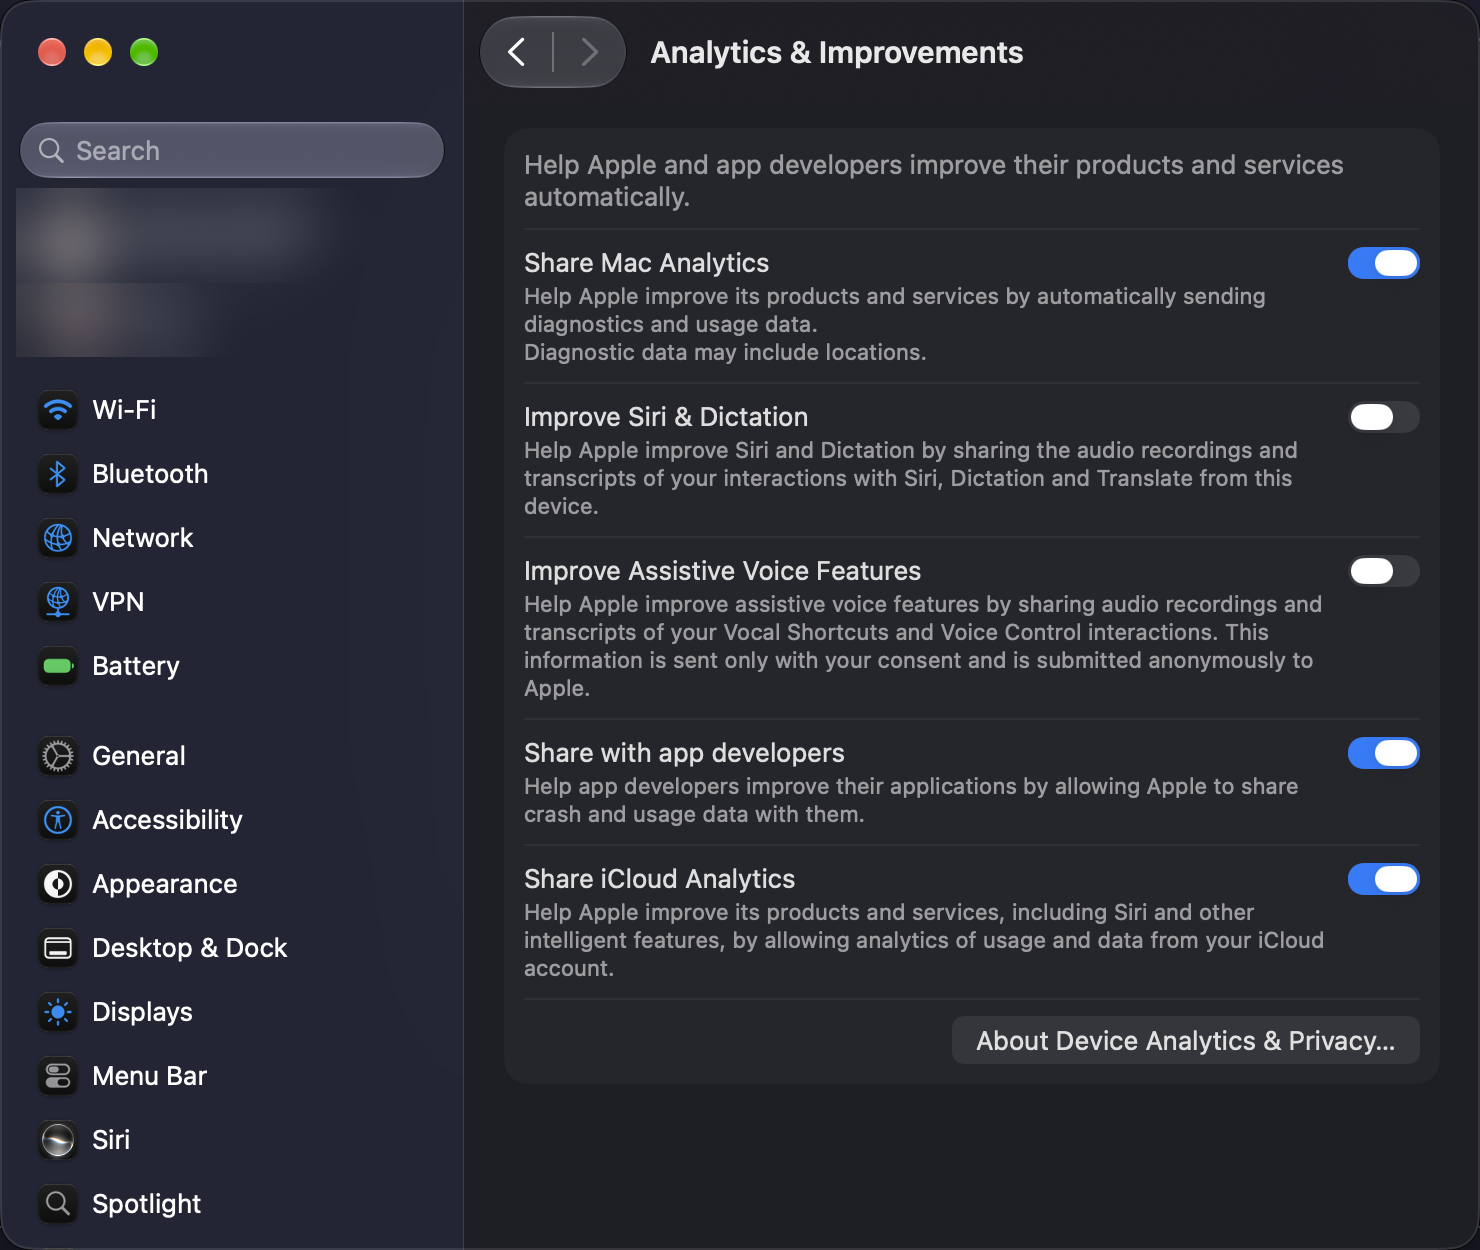 Analytics & Improvements
Search
Wi-Fi
Bluetooth
Network
VPN
Battery
General
Accessibility
Appearance
Desktop & Dock
Displays
Menu Bar
Siri
Spotlight
Help Apple and app developers improve their products and services
automatically.
Share Mac Analytics
Help Apple improve its products and services by automatically sending
diagnostics and usage data.
Diagnostic data may include locations.
Improve Siri & Dictation
Help Apple improve Siri and Dictation by sharing the audio recordings and
transcripts of your interactions with Siri, Dictation and Translate from this
device.
Improve Assistive Voice Features
Help Apple improve assistive voice features by sharing audio recordings and
transcripts of your Vocal Shortcuts and Voice Control interactions. This
information is sent only with your consent and is submitted anonymously to
Apple.
Share with app developers
Help app developers improve their applications by allowing Apple to share
crash and usage data with them.
Share iCloud Analytics
Help Apple improve its products and services, including Siri and other
intelligent features, by allowing analytics of usage and data from your iCloud
account.
About Device Analytics & Privacy...